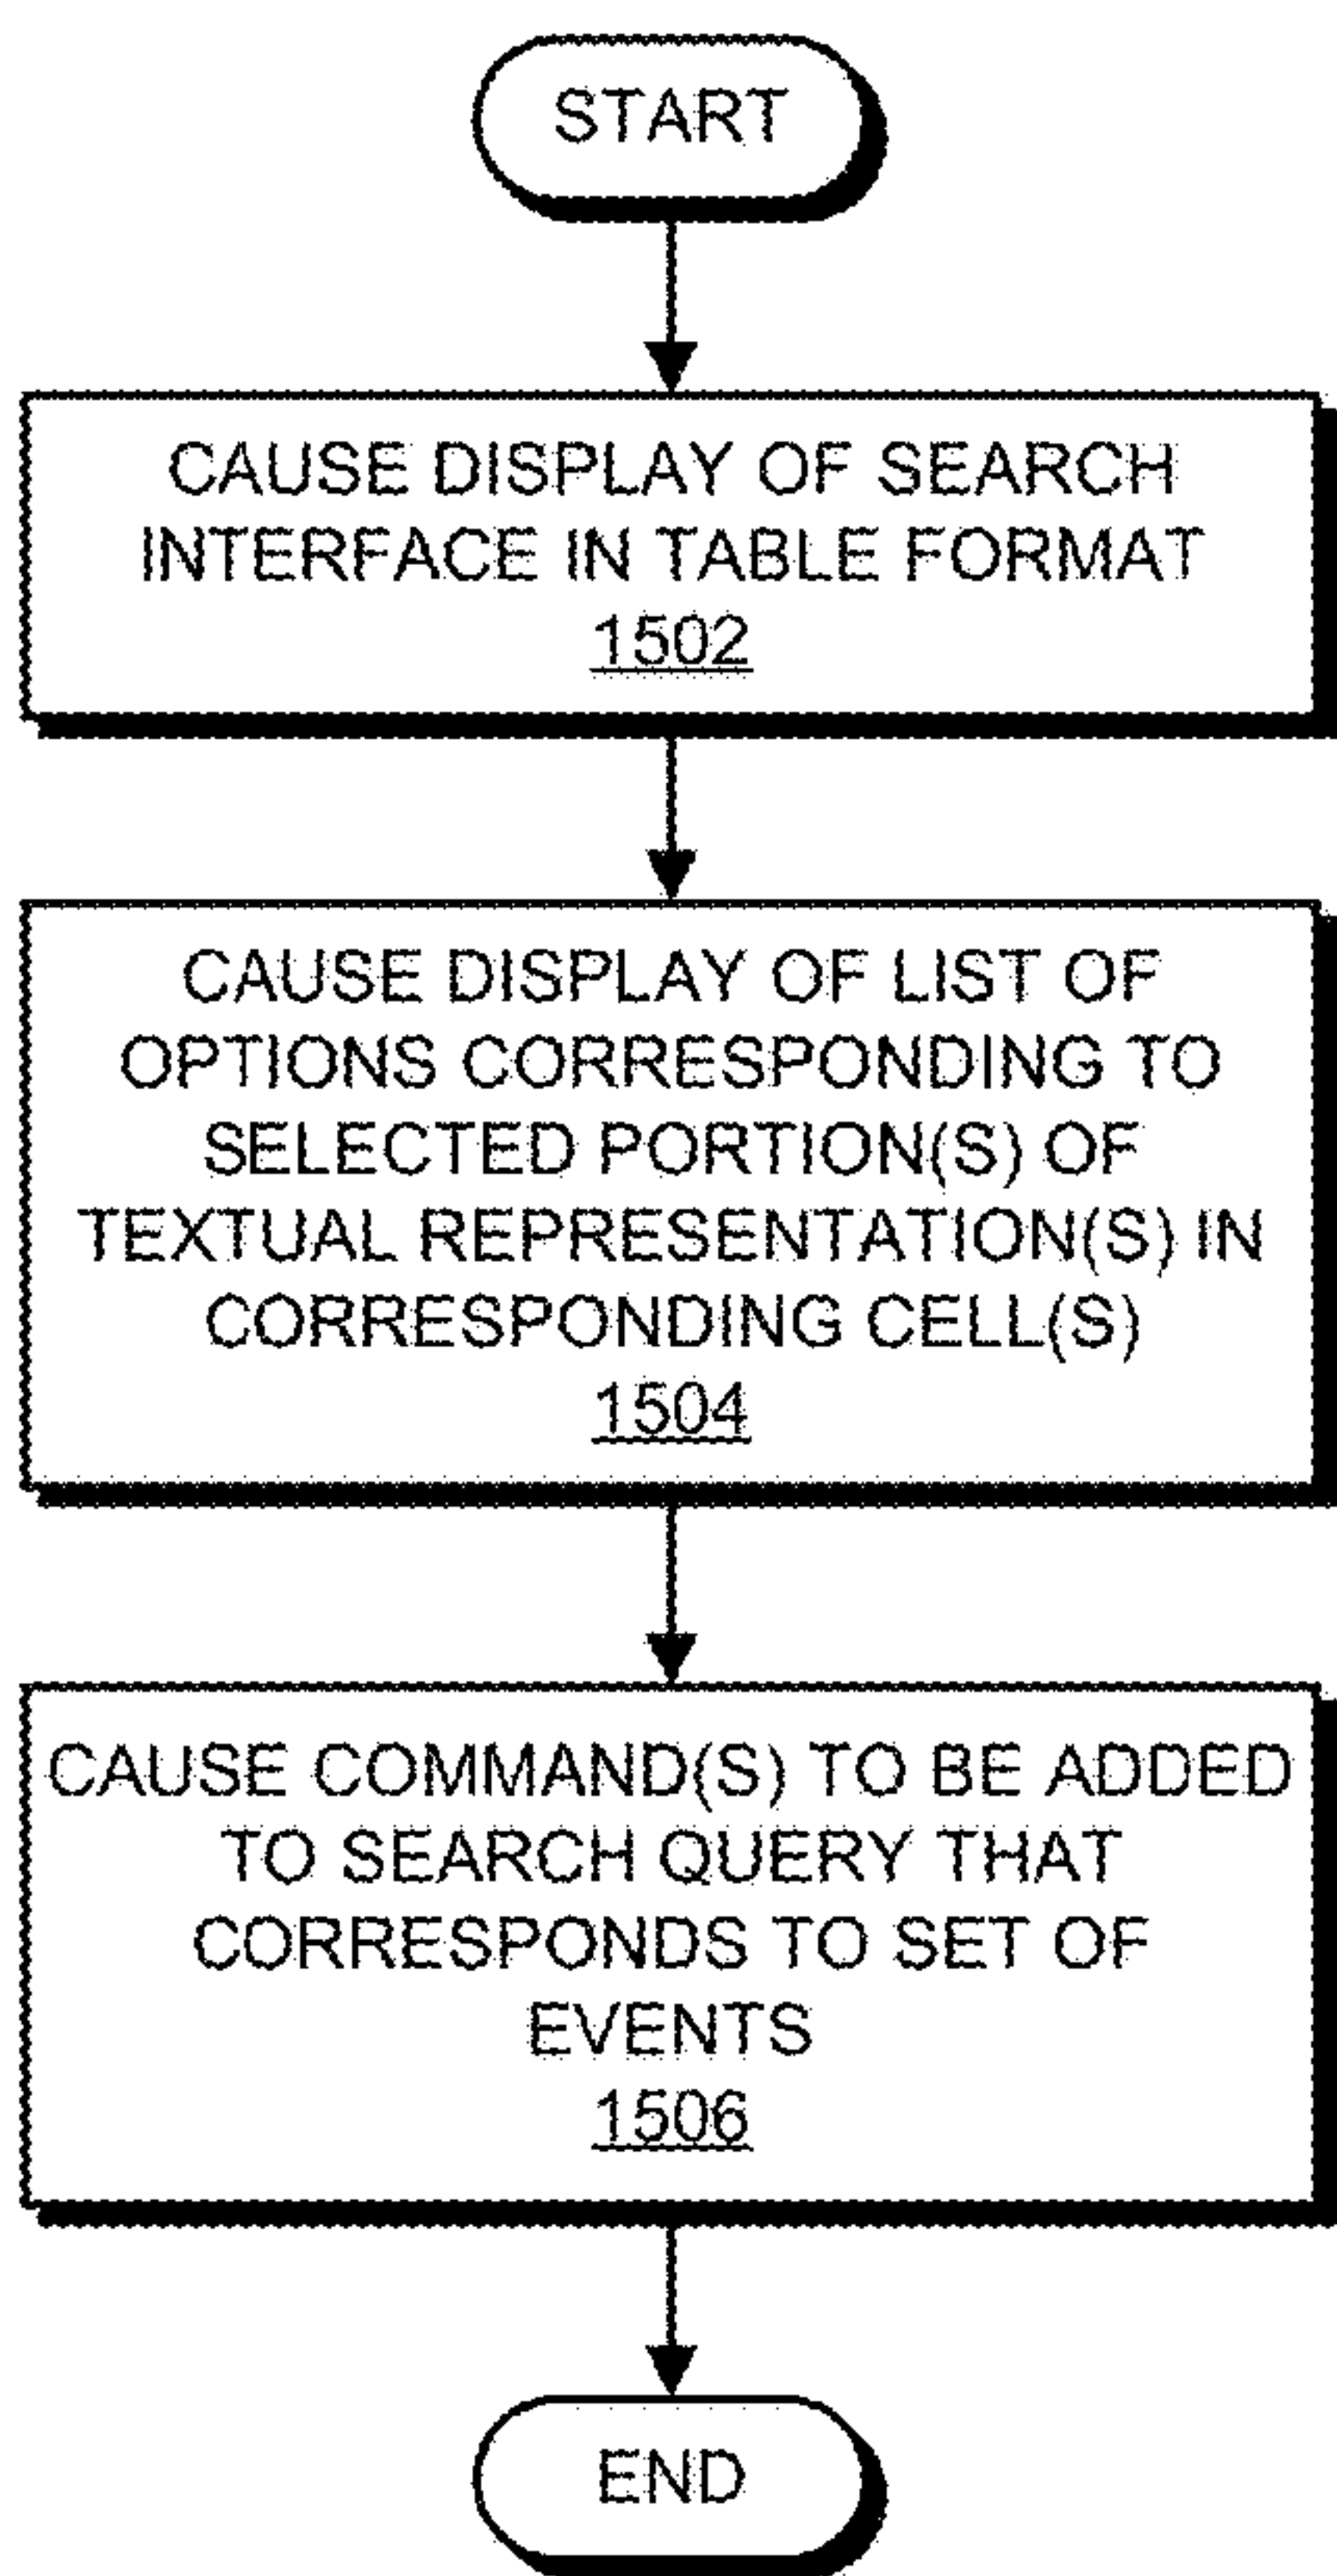 START
CAUSE DISPLAY OF SEARCH
INTERFACE IN TABLE FORMAT
1502
CAUSE DISPLAY OF LIST OF
OPTIONS CORRESPONDING TO
SELECTED PORTION(S) OF
TEXTUAL REPRESENTATION(S) IN
CORRESPONDING CELL(S)
1504
CAUSE COMMAND(S) TO BE ADDED
TO SEARCH QUERY THAT
CORRESPONDS TO SET OF
EVENTS
1506
END